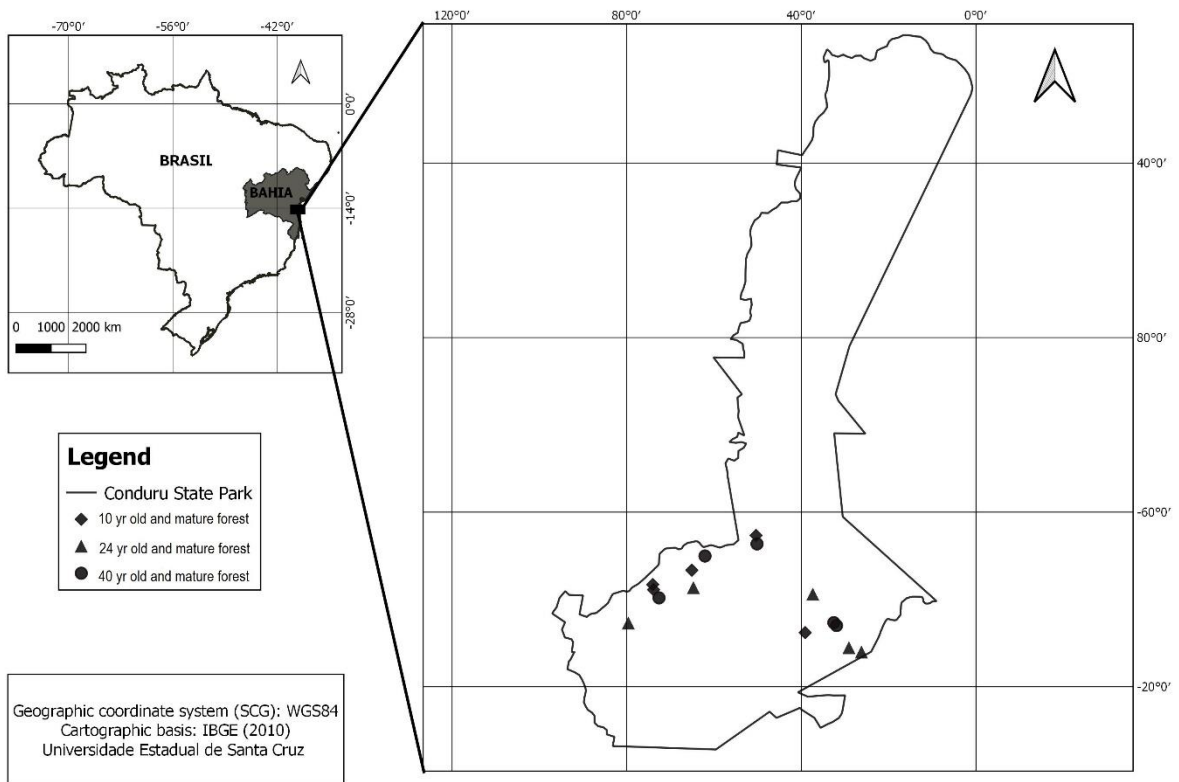 -70°0′ -56°0′ -42°0′
0°0′
BRASIL
BAHIA
-14°0′
-28°0′
0 1000 2000 km
120°0′ 80°0′ 40°0′ 0°0′
40°0′
80°0′
-60°0′
-20°0′
Legend
Conduru State Park
10 yr old and mature forest
24 yr old and mature forest
40 yr old and mature forest
Geographic coordinate system (SCG): WGS84
Cartographic basis: IBGE (2010)
Universidade Estadual de Santa Cruz